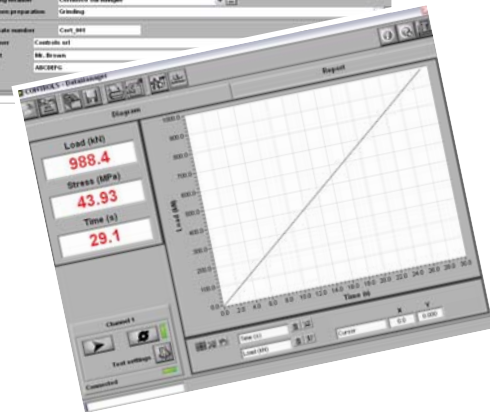 Grinding
Cert_001
Controls srl
Mr. Brown
ABCDEFG
CONTROLS - DataManager
Diagram
Report
Load (kN)
988.4
Stress (MPa)
43.93
Time (s)
29.1
1000.0
900.0
800.0
700.0
600.0
500.0
400.0
300.0
200.0
100.0
0.0
Load (kN)
0.0 2.0 4.0 6.0 8.0 10.0 12.0 14.0 16.0 18.0 20.0 22.0 24.0 26.0 28.0 30.0
Time (s)
Channel 1
Test settings
Connected
Time (s)
Load (kN)
Cursor
X
Y
0.0
0.000